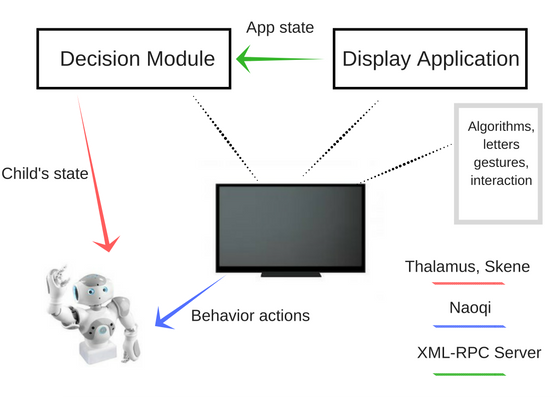 App state
Decision Module
Display Application
Algorithms,
letters
gestures,
interaction
Child's state
Thalamus, Skene
Naoqi
Behavior actions
XML-RPC Server